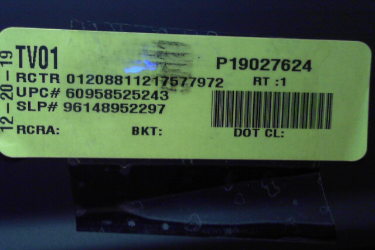 12-20-19
TV01 P19027624
RCTR 01208811217577972 RT :1
UPC# 60958525243
SLP# 96148952297
RCRA: BKT: DOT CL: